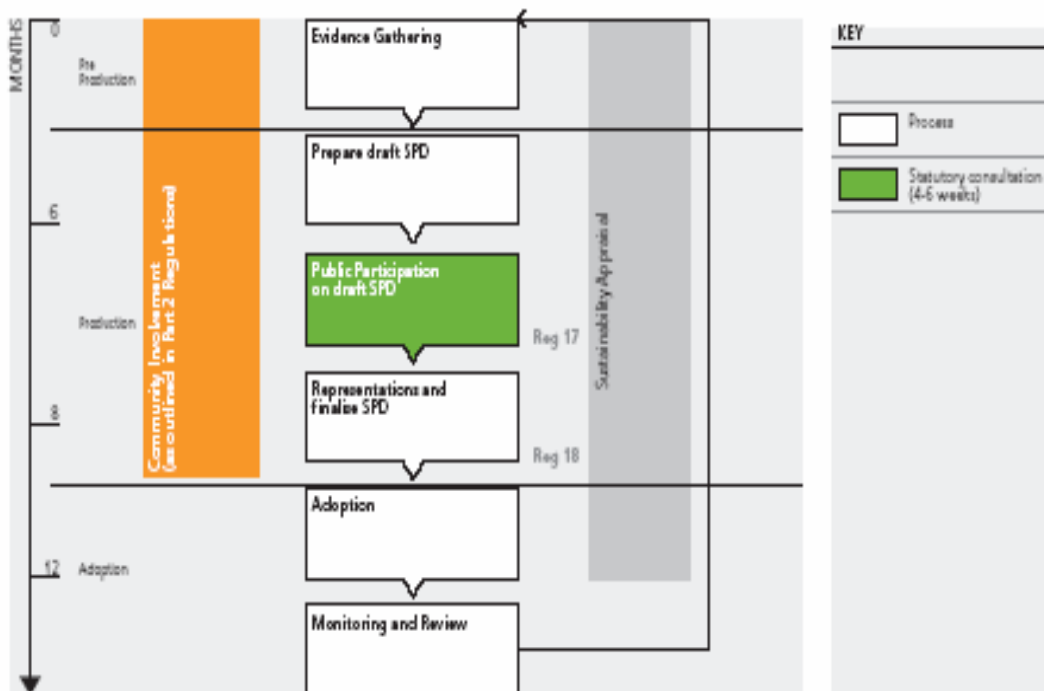 MONTHS
0
Pre
Production
Evidence Gathering
Prepare draft SPD
6
Public Participation
on draft SPD
Reg 17
Production
Community Involvement
(as outlined in Part 2 Regulations)
Sustainability Appraisal
Representations and
finalise SPD
8
Reg 18
Adoption
12
Adoption
Monitoring and Review
KEY
Process
Statutory consultation
(4-6 weeks)